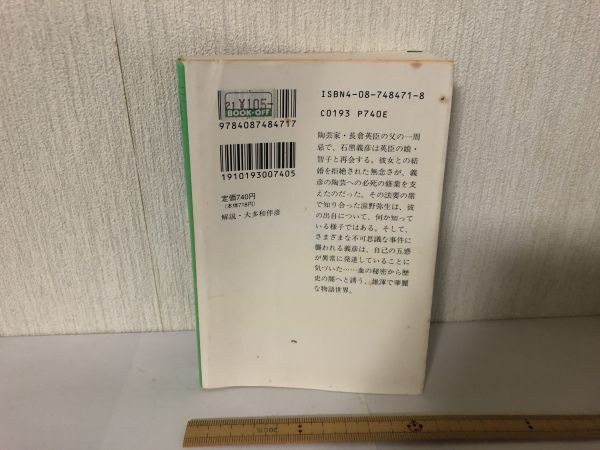 21 ¥105-
BOOK-OFF
9784087484717
1910193007405
定価740円
(本体718円)
解説・大多和伴彦
ISBN4-08-748471-8
C0193 P740E
陶芸家・長倉英臣の父の一周
忌で、石黒義彦は英臣の娘・
智子と再会する。彼女との結
婚を拒絶された無念さが、義
彦の陶芸への必死の修業を支
えたのだった。その法要の席
で知り合った涼野弥生は、彼
の出自について、何か知ってい
る様子ではある。そして、
さまざまな不可思議な事件に
襲われる義彦は、自己の五感
が異常に発達していることに
気づいた……血の秘密から歴
史の闇へと誘う、雄渾で華麗
な物語世界。